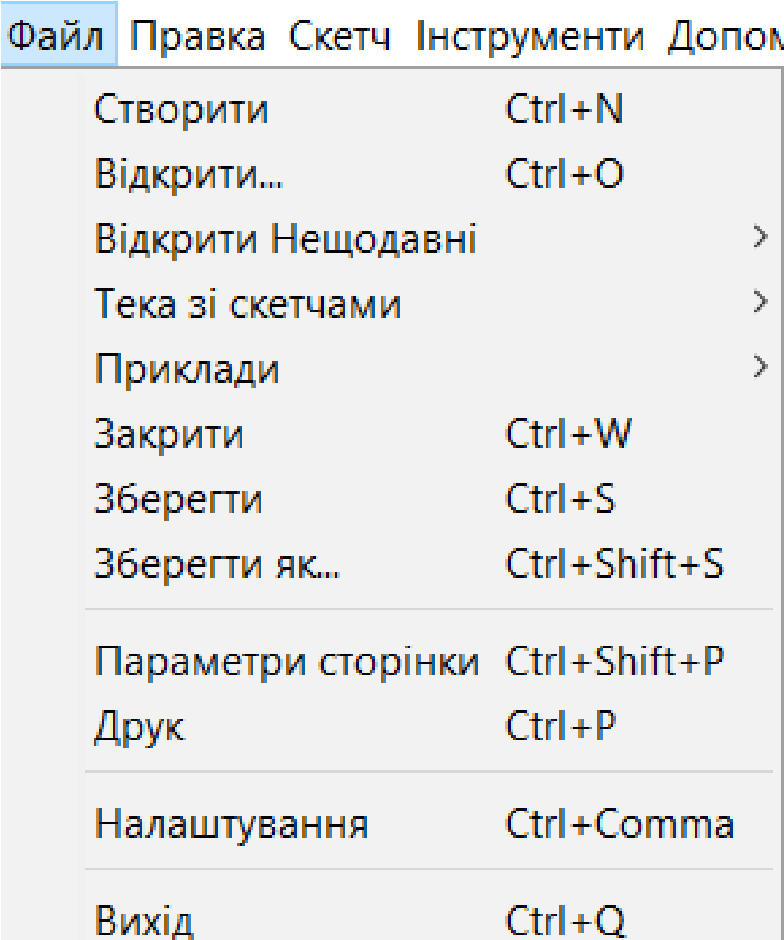 Файл Правка Скетч Інструменти
Створити Ctrl+N
Відкрити... Ctrl+O
Відкрити Нещодавні
Тека зі скетчами
Приклади
Закрити Ctrl+W
Зберегти Ctrl+S
Зберегти як... Ctrl+Shift+S
Параметри сторінки Ctrl+Shift+P
Друк Ctrl+P
Налаштування Ctrl+Comma
Вихід Ctrl+Q